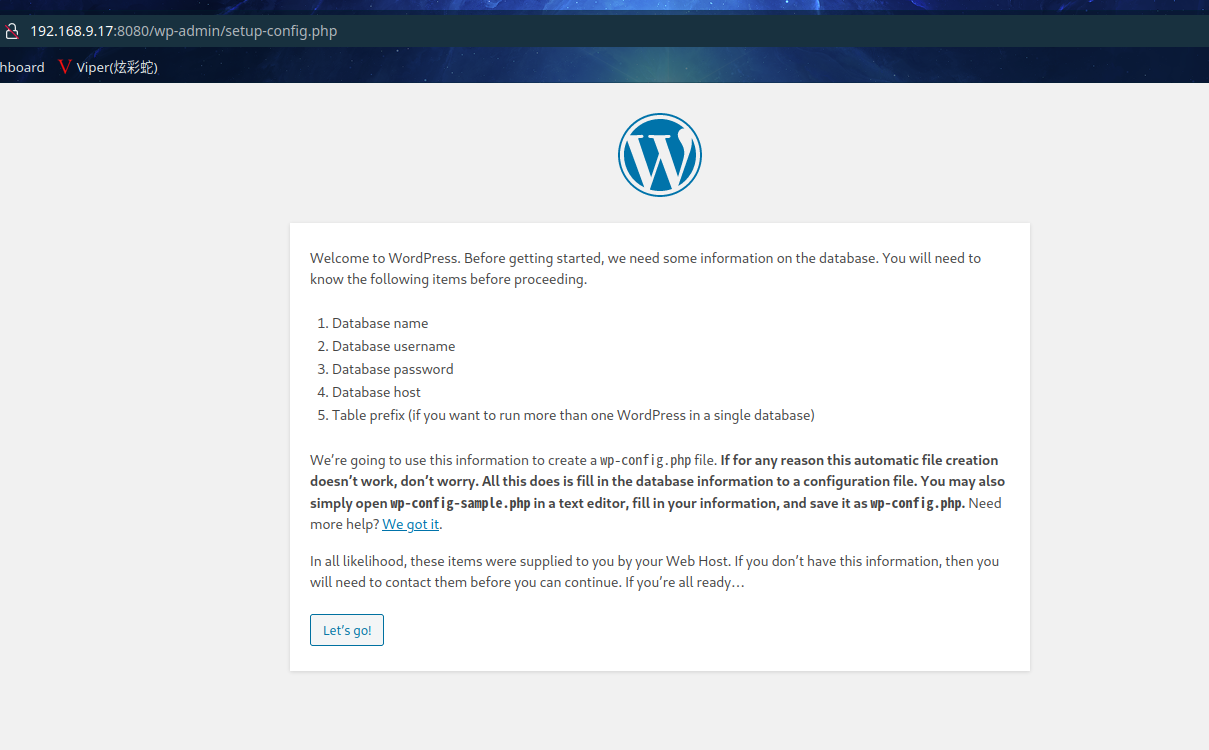 192.168.9.17:8080/wp-admin/setup-config.php
hboard V Viper(炫彩蛇)
W
Welcome to WordPress. Before getting started, we need some information on the database. You will need to
know the following items before proceeding.
1. Database name
2. Database username
3. Database password
4. Database host
5. Table prefix (if you want to run more than one WordPress in a single database)
We’re going to use this information to create a wp-config.php file. If for any reason this automatic file creation
doesn’t work, don’t worry. All this does is fill in the database information to a configuration file. You may also
simply open wp-config-sample.php in a text editor, fill in your information, and save it as wp-config.php. Need
more help? We got it.
In all likelihood, these items were supplied to you by your Web Host. If you don’t have this information, then you
will need to contact them before you can continue. If you’re all ready…
Let’s go!